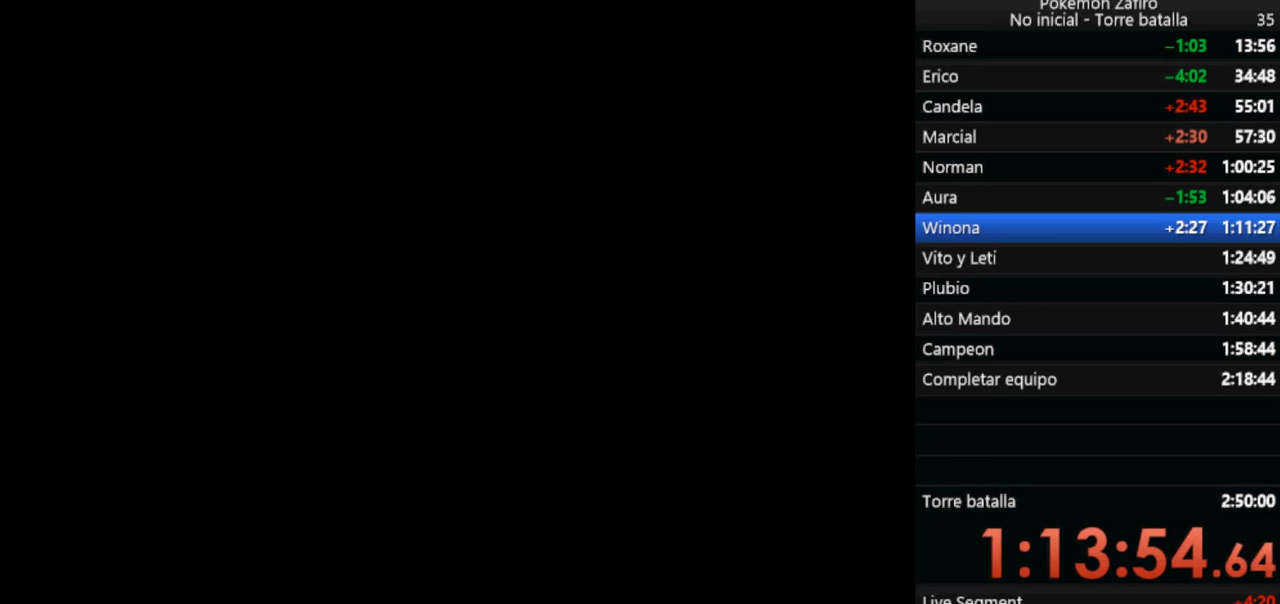 Pokemon Zafiro
No inicial - Torre batalla 35
Roxane −1:03 13:56
Erico −4:02 34:48
Candela +2:43 55:01
Marcial +2:30 57:30
Norman +2:32 1:00:25
Aura −1:53 1:04:06
Winona +2:27 1:11:27
Vito y Leti 1:24:49
Plubio 1:30:21
Alto Mando 1:40:44
Campeon 1:58:44
Completar equipo 2:18:44
Torre batalla 2:50:00
1:13:54.64
Live Segment +4:20